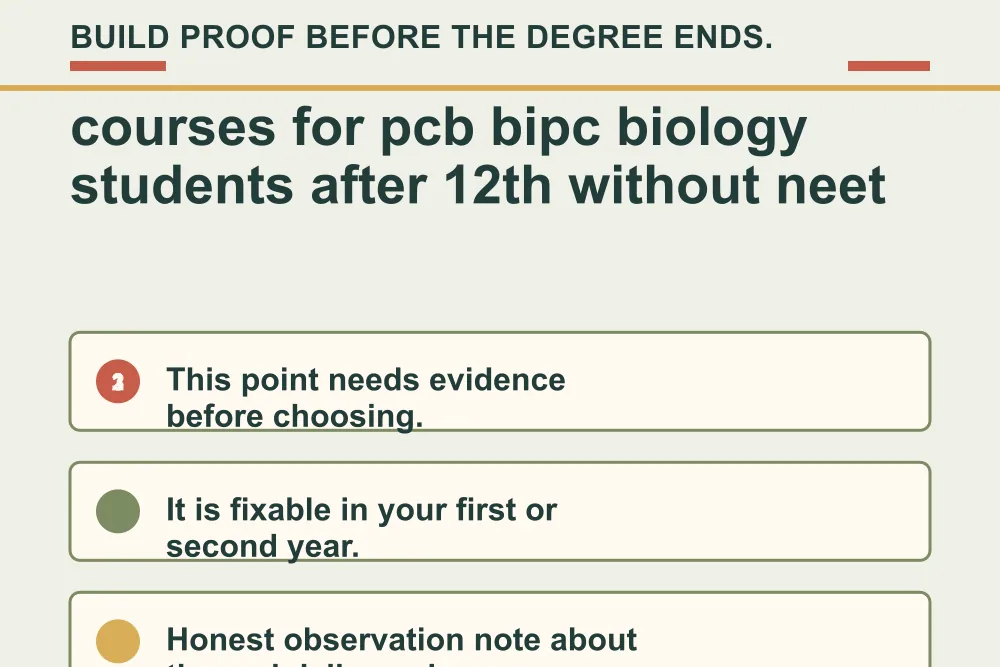 BUILD PROOF BEFORE THE DEGREE ENDS.
courses for pcb bipc biology
students after 12th without neet
This point needs evidence
before choosing.
It is fixable in your first or
second year.
Honest observation note about